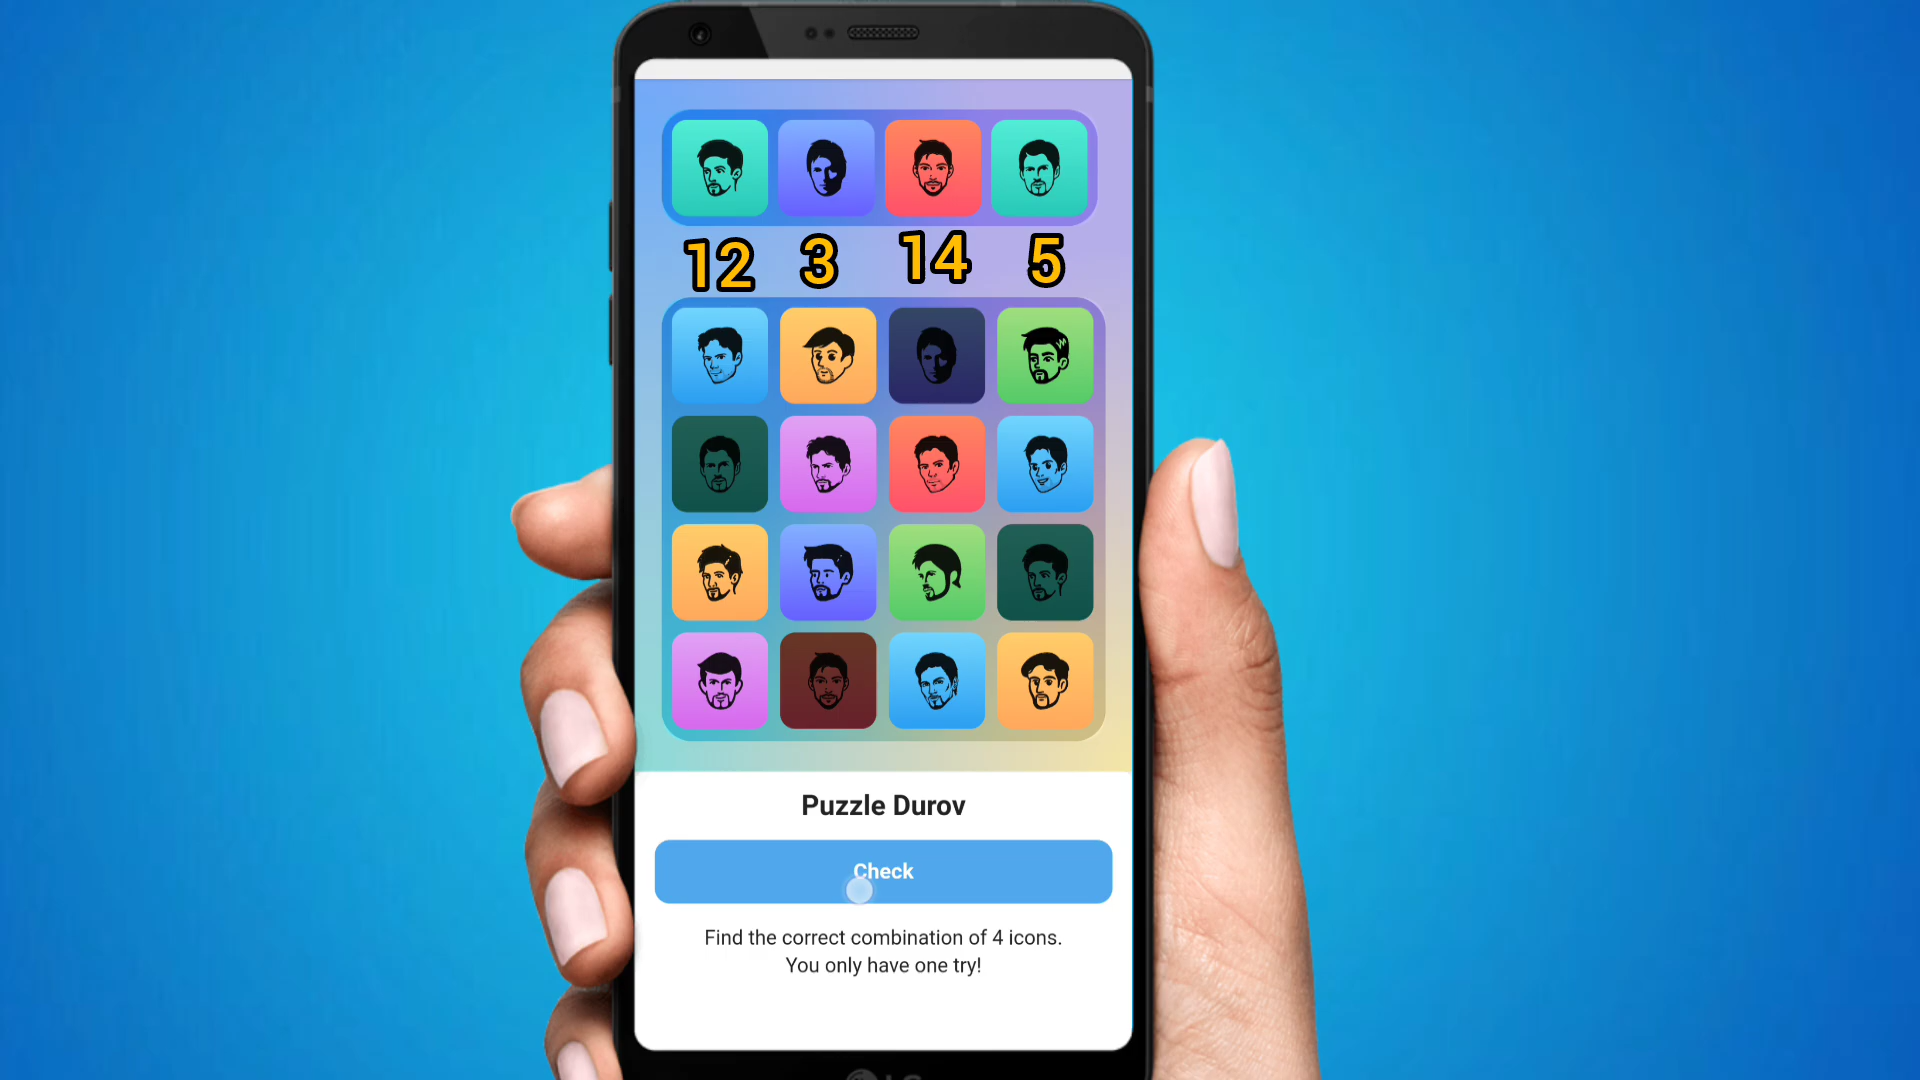 12 3 14 5
Puzzle Durov
Check
Find the correct combination of 4 icons.
You only have one try!